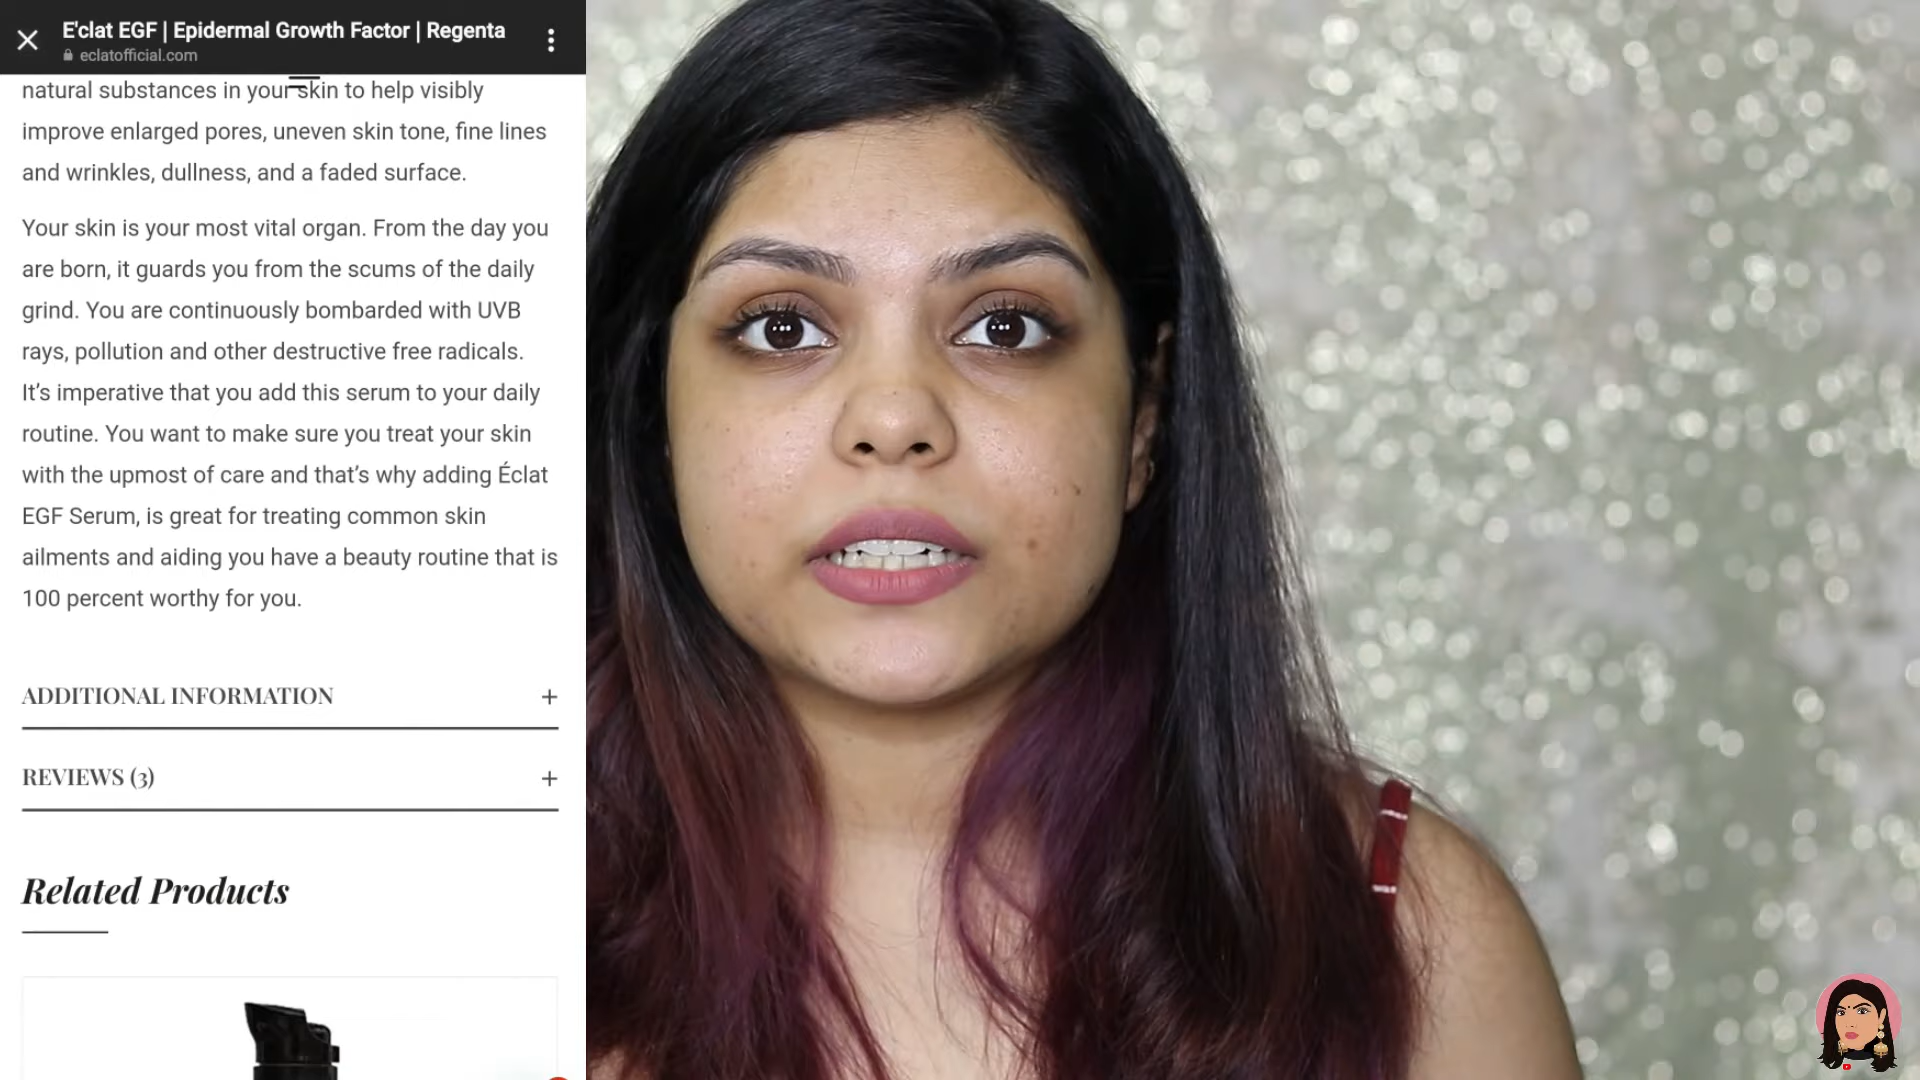 E'clat EGF | Epidermal Growth Factor | Regenta
eclatofficial.com
natural substances in your skin to help visibly
improve enlarged pores, uneven skin tone, fine lines
and wrinkles, dullness, and a faded surface.
Your skin is your most vital organ. From the day you
are born, it guards you from the scums of the daily
grind. You are continuously bombarded with UVB
rays, pollution and other destructive free radicals.
It’s imperative that you add this serum to your daily
routine. You want to make sure you treat your skin
with the upmost of care and that’s why adding Éclat
EGF Serum, is great for treating common skin
ailments and aiding you have a beauty routine that is
100 percent worthy for you.
ADDITIONAL INFORMATION +
REVIEWS (3) +
Related Products